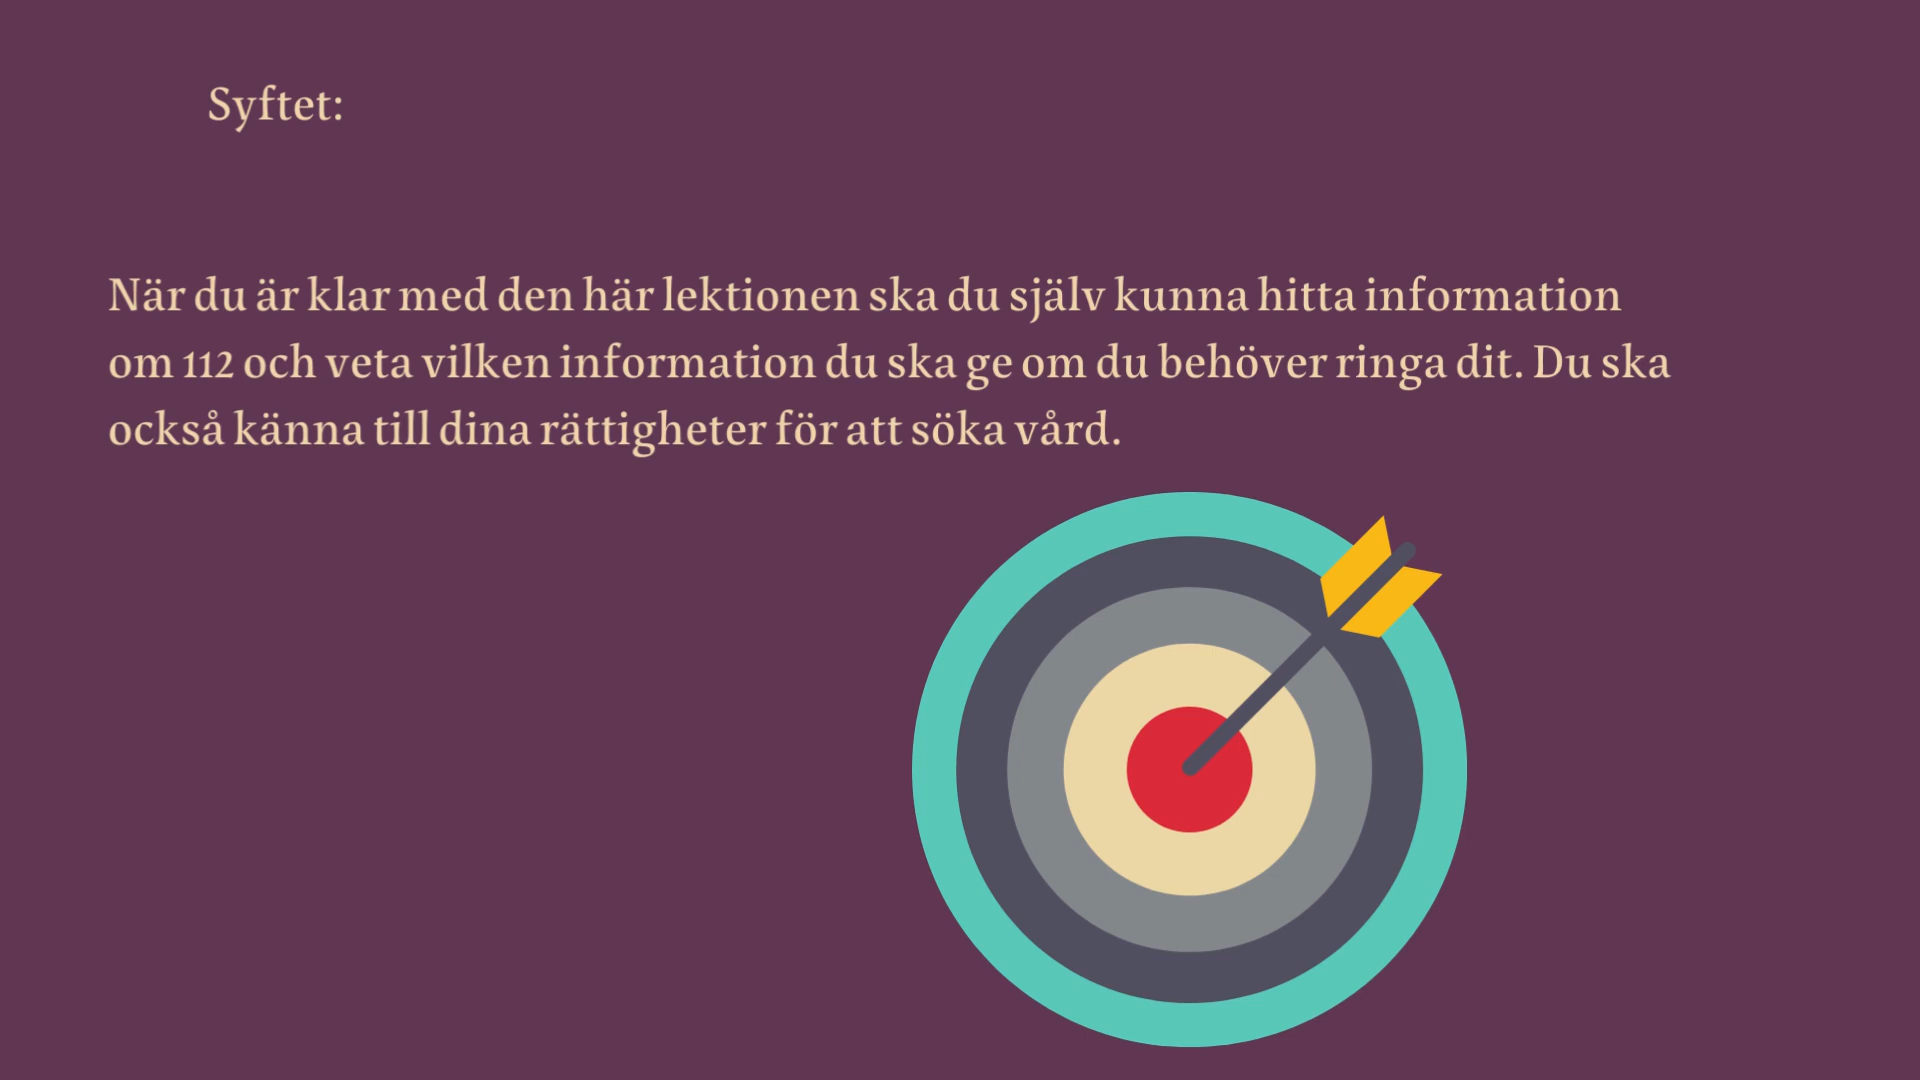 Syftet:
När du är klar med den här lektionen ska du själv kunna hitta information
om 112 och veta vilken information du ska ge om du behöver ringa dit. Du ska
också känna till dina rättigheter för att söka vård.